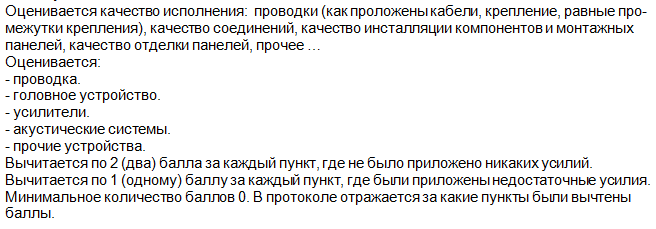 Оценивается качество исполнения: проводки (как проложены кабели, крепление, равные про-
межутки крепления), качество соединений, качество инсталляции компонентов и монтажных
панелей, качество отделки панелей, прочее …
Оценивается:
- проводка.
- головное устройство.
- усилители.
- акустические системы.
- прочие устройства.
Вычитается по 2 (два) балла за каждый пункт, где не было приложено никаких усилий.
Вычитается по 1 (одному) баллу за каждый пункт, где были приложены недостаточные усилия.
Минимальное количество баллов 0. В протоколе отражается за какие пункты были вычтены
баллы.